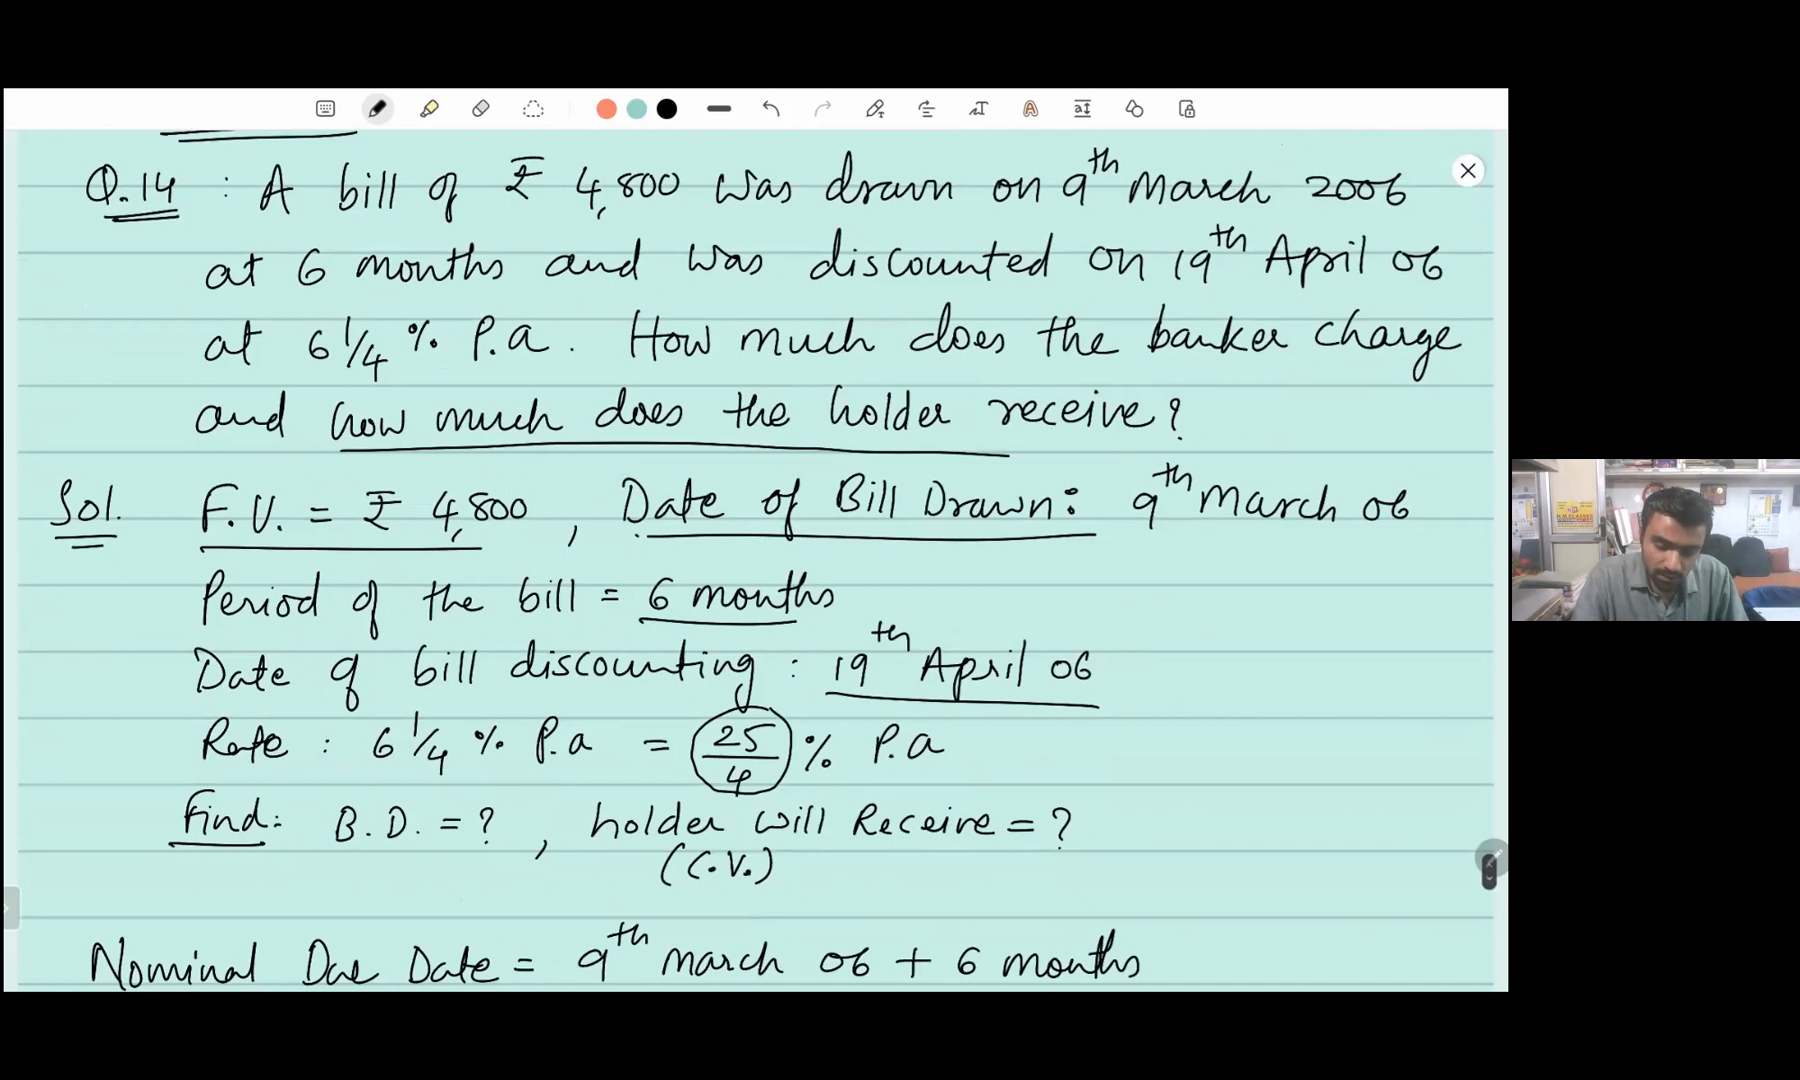 Q.14 : A bill of ₹ 4,800 was drawn on 9th March 2006
at 6 months and was discounted on 19th April 06
at 6 1/4 % P.a. How much does the banker charge
and how much does the holder receive?
Sol. F.V. = ₹ 4,800 , Date of Bill Drawn: 9th March 06
Period of the bill = 6 months
Date of bill discounting : 19th April 06
Rate : 6 1/4 % P.a = 25/4 % P.a
Find: B.D. = ? , holder will Receive = ?
(C.V.)
Nominal Due Date = 9th march 06 + 6 months